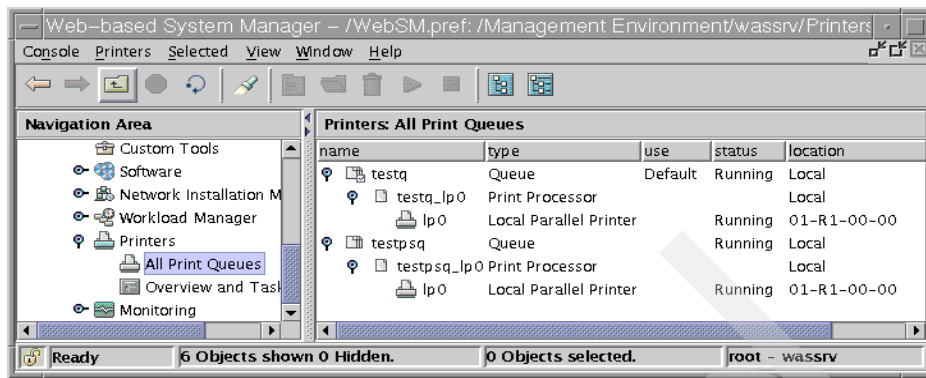 Web-based System Manager - /WebSM.pref: /Management Environment/wassrv/Printers
Console Printers Selected View Window Help
Navigation Area
Custom Tools
Software
Network Installation M
Workload Manager
Printers
All Print Queues
Overview and Task
Monitoring
Printers: All Print Queues
name type use status location
testq Queue Default Running Local
testq_lp0 Print Processor Local
lp0 Local Parallel Printer Running 01-R1-00-00
testpsq Queue Running Local
testpsq_lp0 Print Processor Local
lp0 Local Parallel Printer Running 01-R1-00-00
Ready 6 Objects shown 0 Hidden. 0 Objects selected. root - wassrv